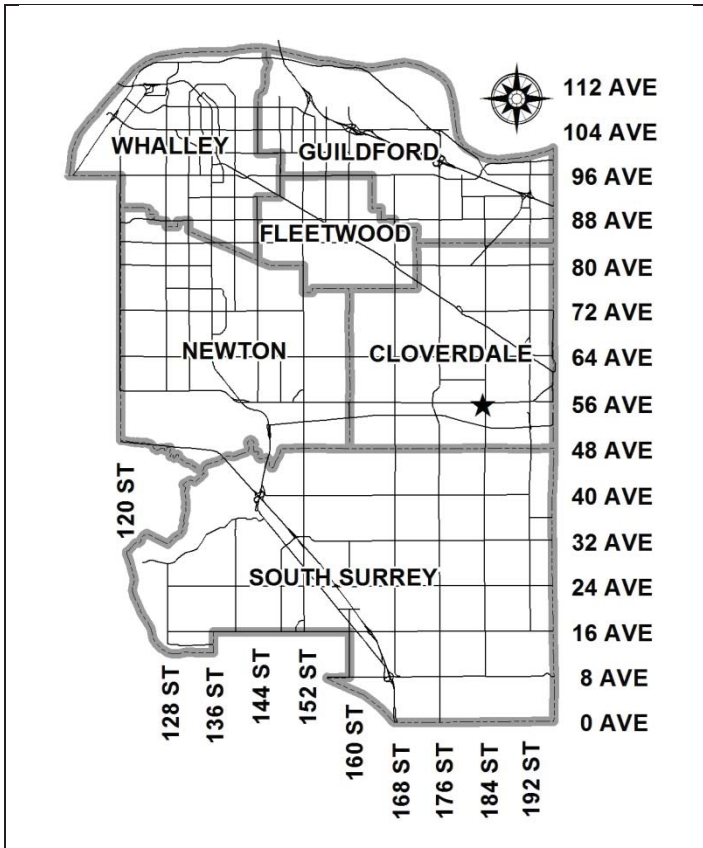 112 AVE
104 AVE
WHALLEY
GUILDFORD
96 AVE
88 AVE
FLEETWOOD
80 AVE
72 AVE
NEWTON
CLOVERDALE
64 AVE
56 AVE
48 AVE
120 ST
40 AVE
32 AVE
SOUTH SURREY
24 AVE
16 AVE
128 ST
136 ST
144 ST
152 ST
8 AVE
160 ST
0 AVE
168 ST
176 ST
184 ST
192 ST